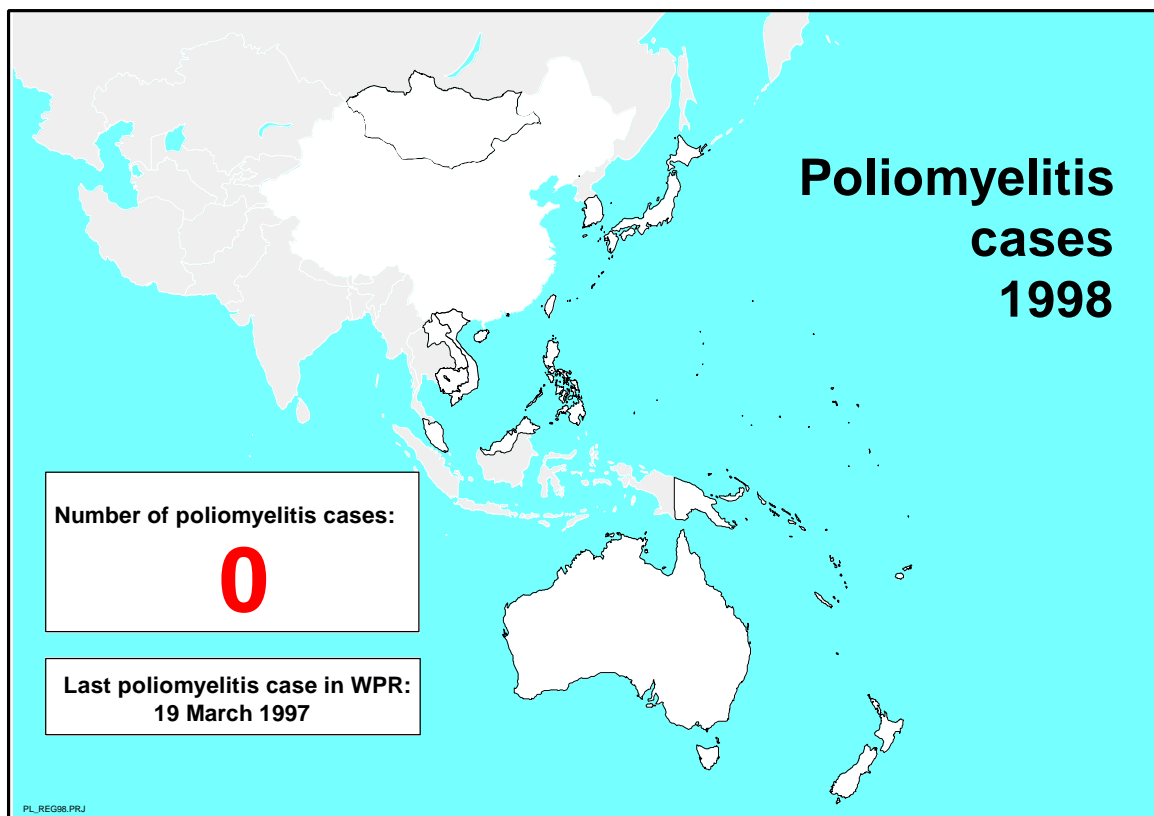 Poliomyelitis
cases
1998
Number of poliomyelitis cases:
0
Last poliomyelitis case in WPR:
19 March 1997
PL_REG98.PRJ